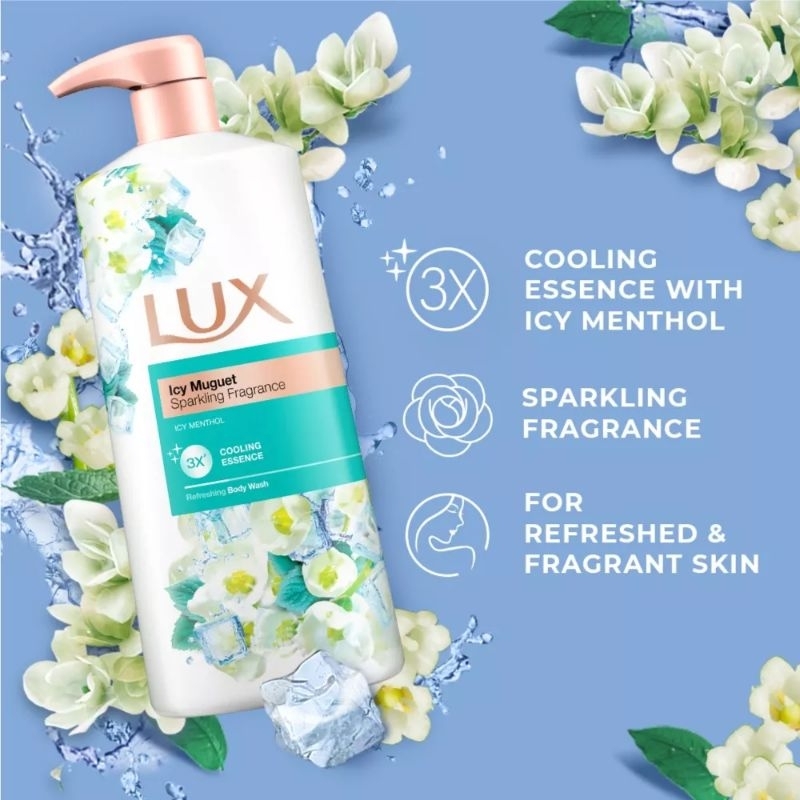 LUX
Icy Muguet
Sparkling Fragrance
ICY MENTHOL
3X'
COOLING
ESSENCE
Refreshing Body Wash
3X
COOLING
ESSENCE WITH
ICY MENTHOL
SPARKLING
FRAGRANCE
FOR
REFRESHED &
FRAGRANT SKIN